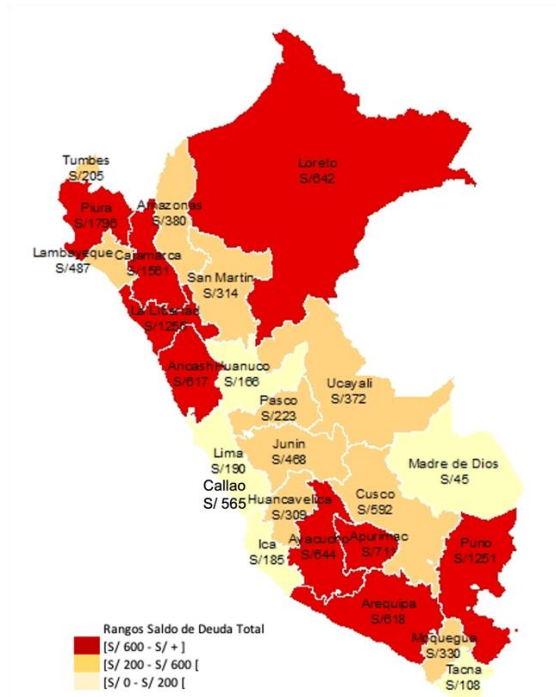 Loreto
S/642
Tumbes
S/205
Piura
S/1796
Amazonas
S/380
Lambayeque
S/487
Cajamarca
S/1561
San Martin
S/314
La Libertad
Ancash
S/617
Huanuco
S/166
Ucayali
S/372
Pasco
S/223
Junin
S/468
Lima
S/190
Callao
S/ 565
Madre de Dios
S/45
Huancavelica
S/309
Cusco
S/592
Ica
S/185
Ayacucho
S/644
Apurimac
S/711
Puno
S/1251
Arequipa
S/618
Moquegua
S/330
Tacna
S/108
Rangos Saldo de Deuda Total
[S/ 600 - S/ + ]
[S/ 200 - S/ 600 [
[S/ 0 - S/ 200 [